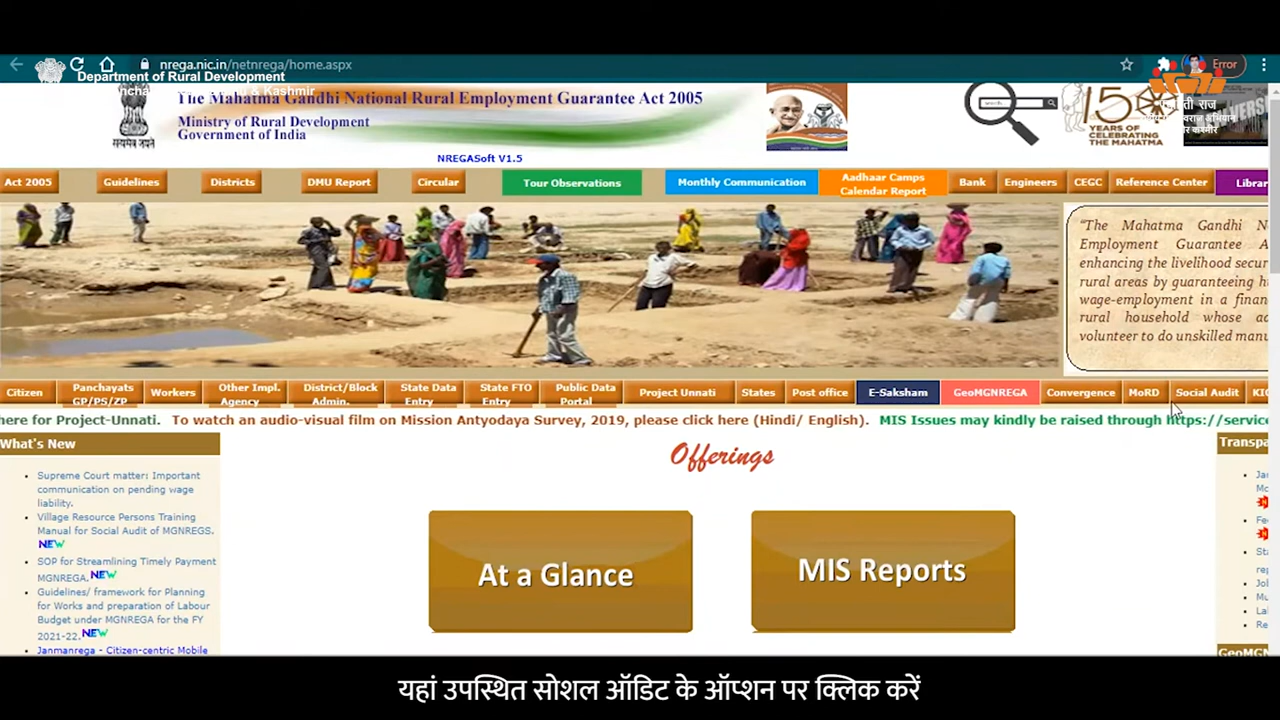 nrega.nic.in/netnrega/home.aspx
Error
Department of Rural Development
& Kashmir
The Mahatma Gandhi National Rural Employment Guarantee Act 2005
Ministry of Rural Development
Government of India
सत्यमेव जयते
NREGASoft V1.5
search...
15
YEARS OF
CELEBRATING
THE MAHATMA
Act 2005
Guidelines
Districts
DMU Report
Circular
Tour Observations
Monthly Communication
Aadhaar Camps
Calendar Report
Bank
Engineers
CEGC
Reference Center
Librar
"The Mahatma Gandhi N
Employment Guarantee A
enhancing the livelihood secur
rural areas by guaranteeing h
wage-employment in a finan
rural household whose ad
volunteer to do unskilled manu
Citizen
Panchayats
GP/PS/ZP
Workers
Other Impl.
Agency
District/Block
Admin.
State Data
Entry
State FTO
Entry
Public Data
Portal
Project Unnati
States
Post office
E-Saksham
GeoMGNREGA
Convergence
MoRD
Social Audit
here for Project-Unnati. To watch an audio-visual film on Mission Antyodaya Survey, 2019, please click here (Hindi/ English). MIS Issues may kindly be raised through https://service
What's New
Transpa
Offerings
Supreme Court matter: Important
communication on pending wage
liability.
Village Resource Persons Training
Manual for Social Audit of MGNREGS.
NEW
SOP for Streamlining Timely Payment
MGNREGA. NEW
Guidelines/ framework for Planning
for Works and preparation of Labour
Budget under MGNREGA for the FY
2021-22. NEW
Janmanrega - Citizen-centric Mobile
At a Glance
MIS Reports
GeoMGN
यहां उपस्थित सोशल ऑडिट के ऑप्शन पर क्लिक करें